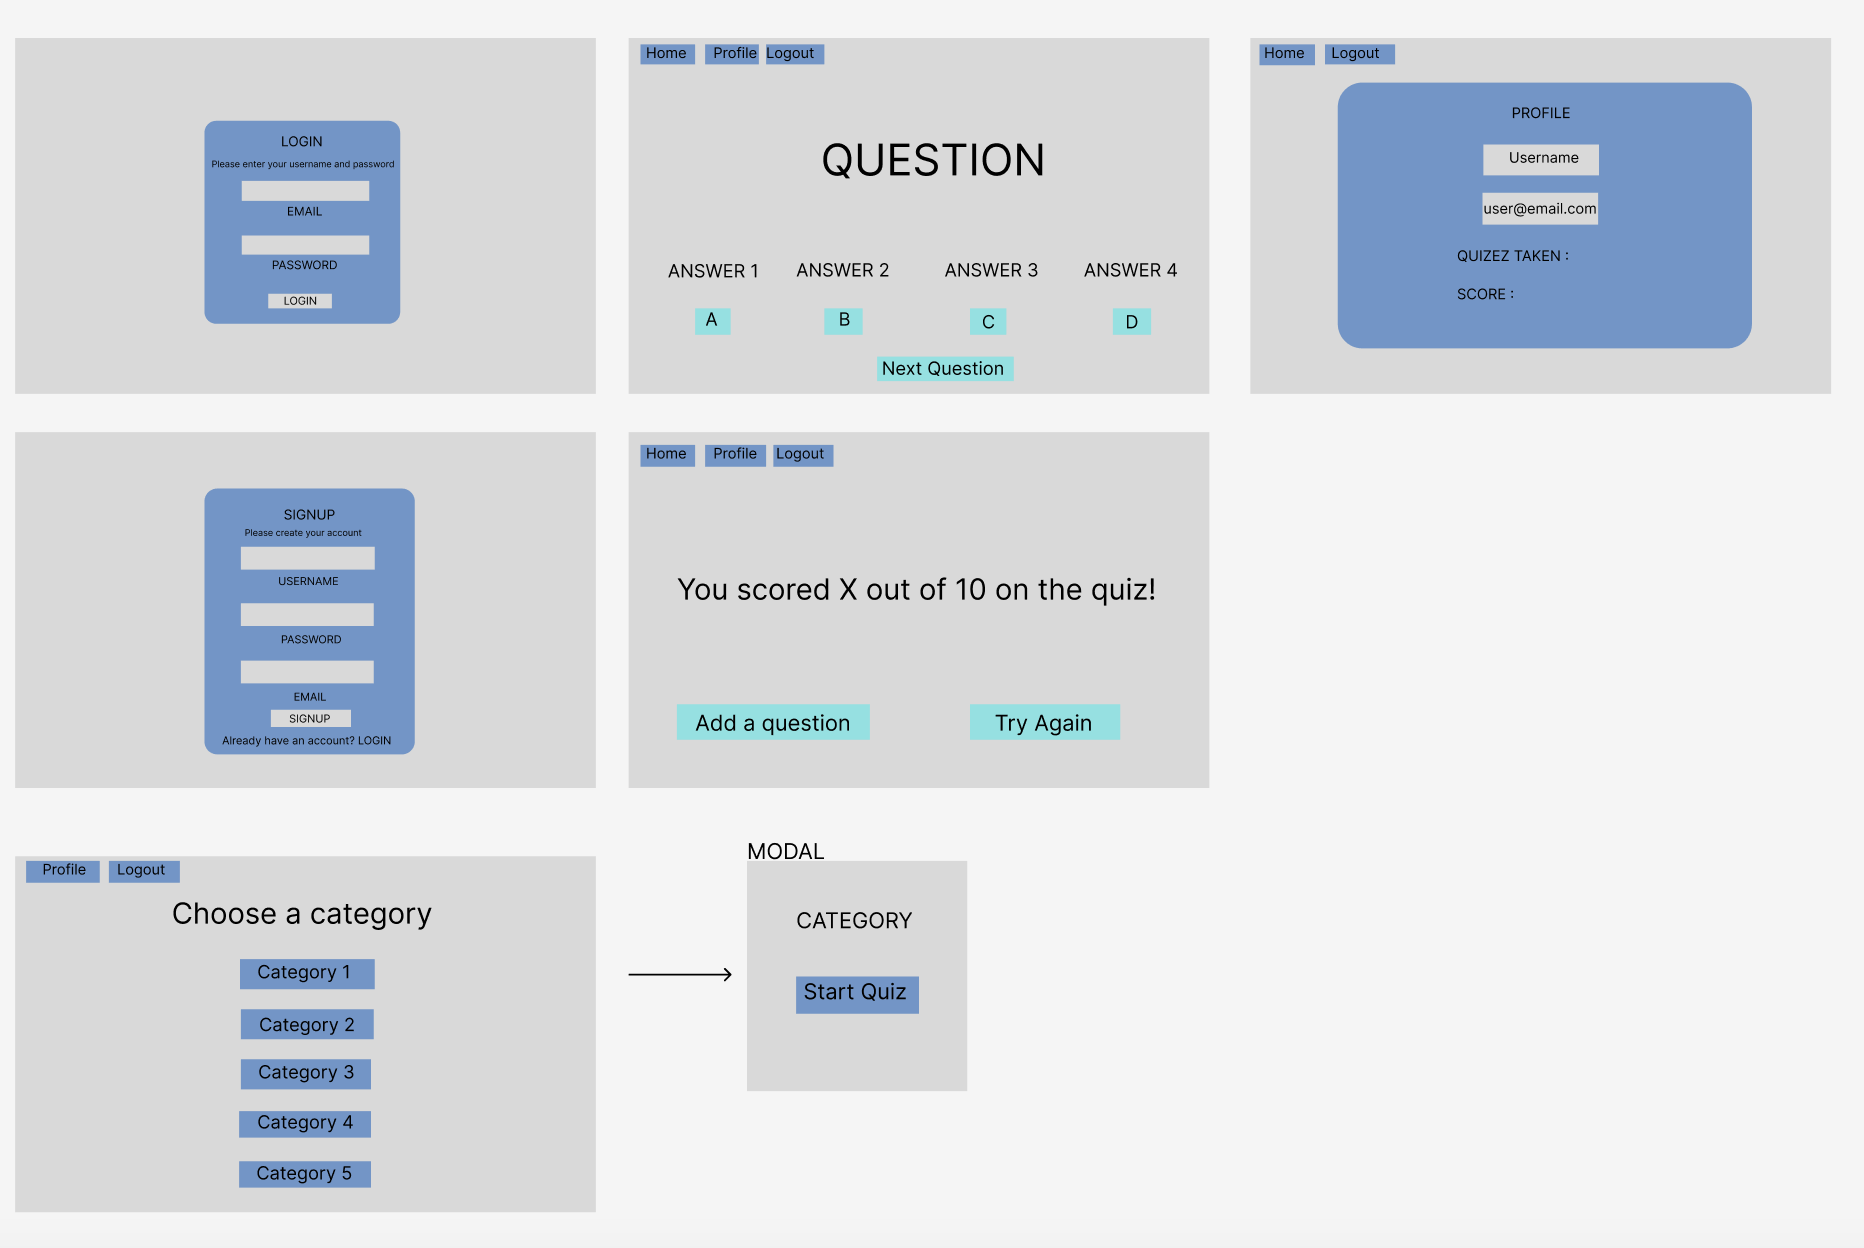 LOGIN
Please enter your username and password
EMAIL
PASSWORD
LOGIN
Home Profile Logout
QUESTION
ANSWER 1 ANSWER 2 ANSWER 3 ANSWER 4
A B C D
Next Question
Home Logout
PROFILE
Username
user@email.com
QUIZEZ TAKEN :
SCORE :
SIGNUP
Please create your account
USERNAME
PASSWORD
EMAIL
SIGNUP
Already have an account? LOGIN
Home Profile Logout
You scored X out of 10 on the quiz!
Add a question Try Again
Profile Logout
Choose a category
Category 1
Category 2
Category 3
Category 4
Category 5
MODAL
CATEGORY
Start Quiz